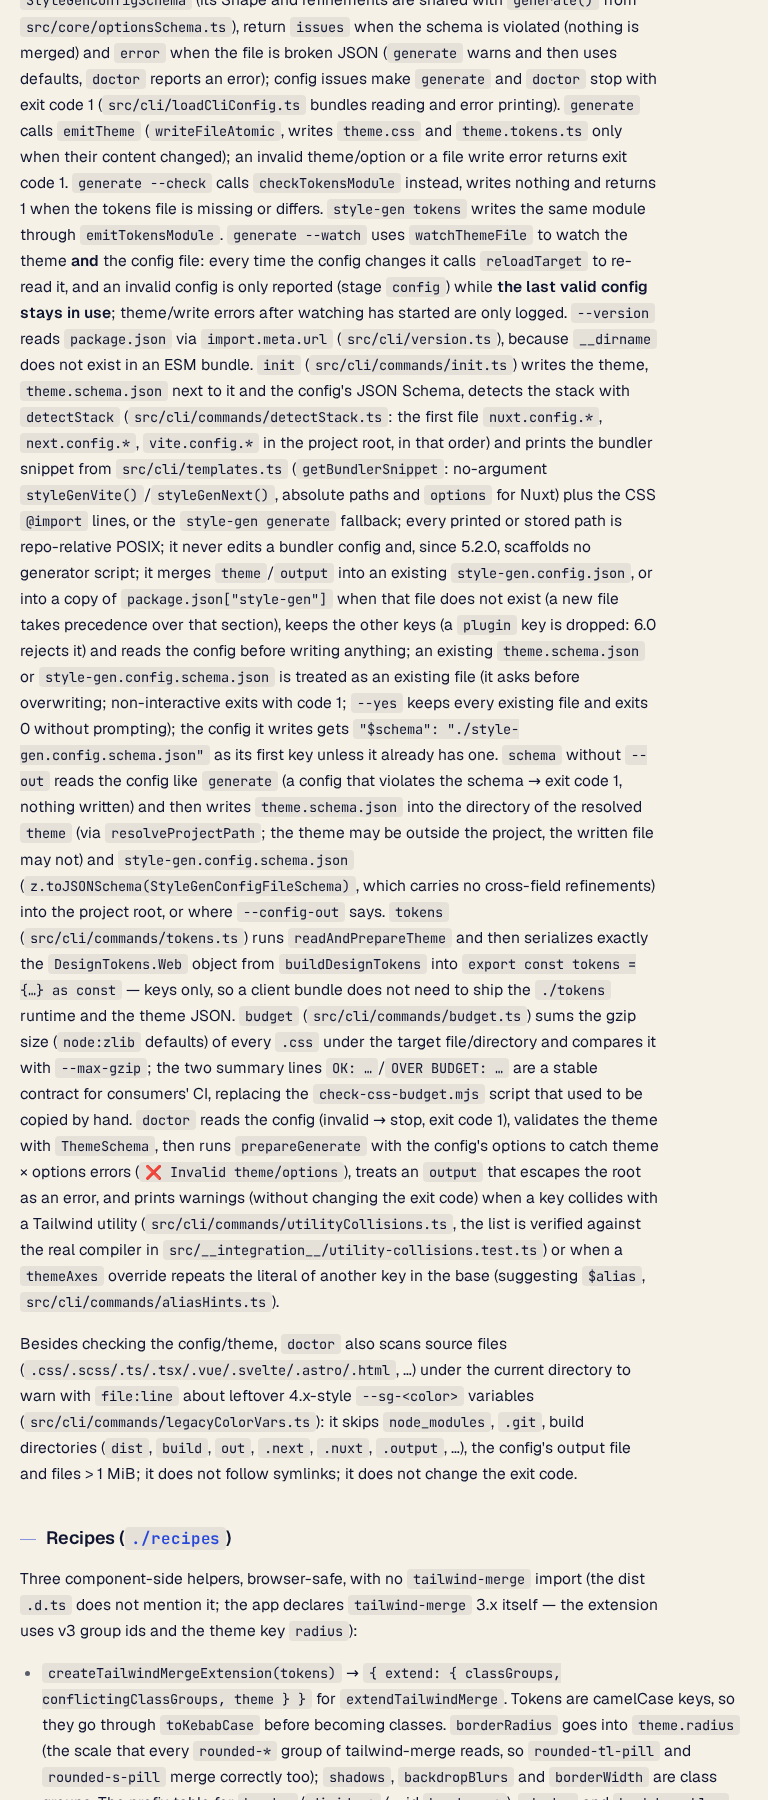 StyleGenConfigSchema (its Shape and refinements are shared with generate() from
src/core/optionsSchema.ts ), return issues when the schema is violated (nothing is
merged) and error when the file is broken JSON ( generate warns and then uses
defaults, doctor reports an error); config issues make generate and doctor stop with
exit code 1 ( src/cli/loadCliConfig.ts bundles reading and error printing). generate
calls emitTheme ( writeFileAtomic , writes theme.css and theme.tokens.ts only
when their content changed); an invalid theme/option or a file write error returns exit
code 1. generate --check calls checkTokensModule instead, writes nothing and returns
1 when the tokens file is missing or differs. style-gen tokens writes the same module
through emitTokensModule . generate --watch uses watchThemeFile to watch the
theme and the config file: every time the config changes it calls reloadTarget to re-
read it, and an invalid config is only reported (stage config ) while the last valid config
stays in use; theme/write errors after watching has started are only logged. --version
reads package.json via import.meta.url ( src/cli/version.ts ), because __dirname
does not exist in an ESM bundle. init ( src/cli/commands/init.ts ) writes the theme,
theme.schema.json next to it and the config's JSON Schema, detects the stack with
detectStack ( src/cli/commands/detectStack.ts : the first file nuxt.config.* ,
next.config.* , vite.config.* in the project root, in that order) and prints the bundler
snippet from src/cli/templates.ts ( getBundlerSnippet : no-argument
styleGenVite() / styleGenNext() , absolute paths and options for Nuxt) plus the CSS
@import lines, or the style-gen generate fallback; every printed or stored path is
repo-relative POSIX; it never edits a bundler config and, since 5.2.0, scaffolds no
generator script; it merges theme / output into an existing style-gen.config.json , or
into a copy of package.json["style-gen"] when that file does not exist (a new file
takes precedence over that section), keeps the other keys (a plugin key is dropped: 6.0
rejects it) and reads the config before writing anything; an existing theme.schema.json
or style-gen.config.schema.json is treated as an existing file (it asks before
overwriting; non-interactive exits with code 1; --yes keeps every existing file and exits
0 without prompting); the config it writes gets "$schema": "./style-
gen.config.schema.json" as its first key unless it already has one. schema without --
out reads the config like generate (a config that violates the schema → exit code 1,
nothing written) and then writes theme.schema.json into the directory of the resolved
theme (via resolveProjectPath ; the theme may be outside the project, the written file
may not) and style-gen.config.schema.json
( z.toJSONSchema(StyleGenConfigFileSchema) , which carries no cross-field refinements)
into the project root, or where --config-out says. tokens
( src/cli/commands/tokens.ts ) runs readAndPrepareTheme and then serializes exactly
the DesignTokens.Web object from buildDesignTokens into export const tokens =
{…} as const — keys only, so a client bundle does not need to ship the ./tokens
runtime and the theme JSON. budget ( src/cli/commands/budget.ts ) sums the gzip
size ( node:zlib defaults) of every .css under the target file/directory and compares it
with --max-gzip ; the two summary lines OK: … / OVER BUDGET: … are a stable
contract for consumers' CI, replacing the check-css-budget.mjs script that used to be
copied by hand. doctor reads the config (invalid → stop, exit code 1), validates the theme
with ThemeSchema , then runs prepareGenerate with the config's options to catch theme
× options errors ( ❌ Invalid theme/options ), treats an output that escapes the root
as an error, and prints warnings (without changing the exit code) when a key collides with
a Tailwind utility ( src/cli/commands/utilityCollisions.ts , the list is verified against
the real compiler in src/__integration__/utility-collisions.test.ts ) or when a
themeAxes override repeats the literal of another key in the base (suggesting $alias ,
src/cli/commands/aliasHints.ts ).
Besides checking the config/theme, doctor also scans source files
( .css/.scss/.ts/.tsx/.vue/.svelte/.astro/.html , …) under the current directory to
warn with file:line about leftover 4.x-style --sg-<color> variables
( src/cli/commands/legacyColorVars.ts ): it skips node_modules , .git , build
directories ( dist , build , out , .next , .nuxt , .output , …), the config's output file
and files > 1 MiB; it does not follow symlinks; it does not change the exit code.
— Recipes ( ./recipes )
Three component-side helpers, browser-safe, with no tailwind-merge import (the dist
.d.ts does not mention it; the app declares tailwind-merge 3.x itself — the extension
uses v3 group ids and the theme key radius ):
• createTailwindMergeExtension(tokens) → { extend: { classGroups,
conflictingClassGroups, theme } } for extendTailwindMerge . Tokens are camelCase keys, so
they go through toKebabCase before becoming classes. borderRadius goes into theme.radius
(the scale that every rounded-* group of tailwind-merge reads, so rounded-tl-pill and
rounded-s-pill merge correctly too); shadows , backdropBlurs and borderWidth are class